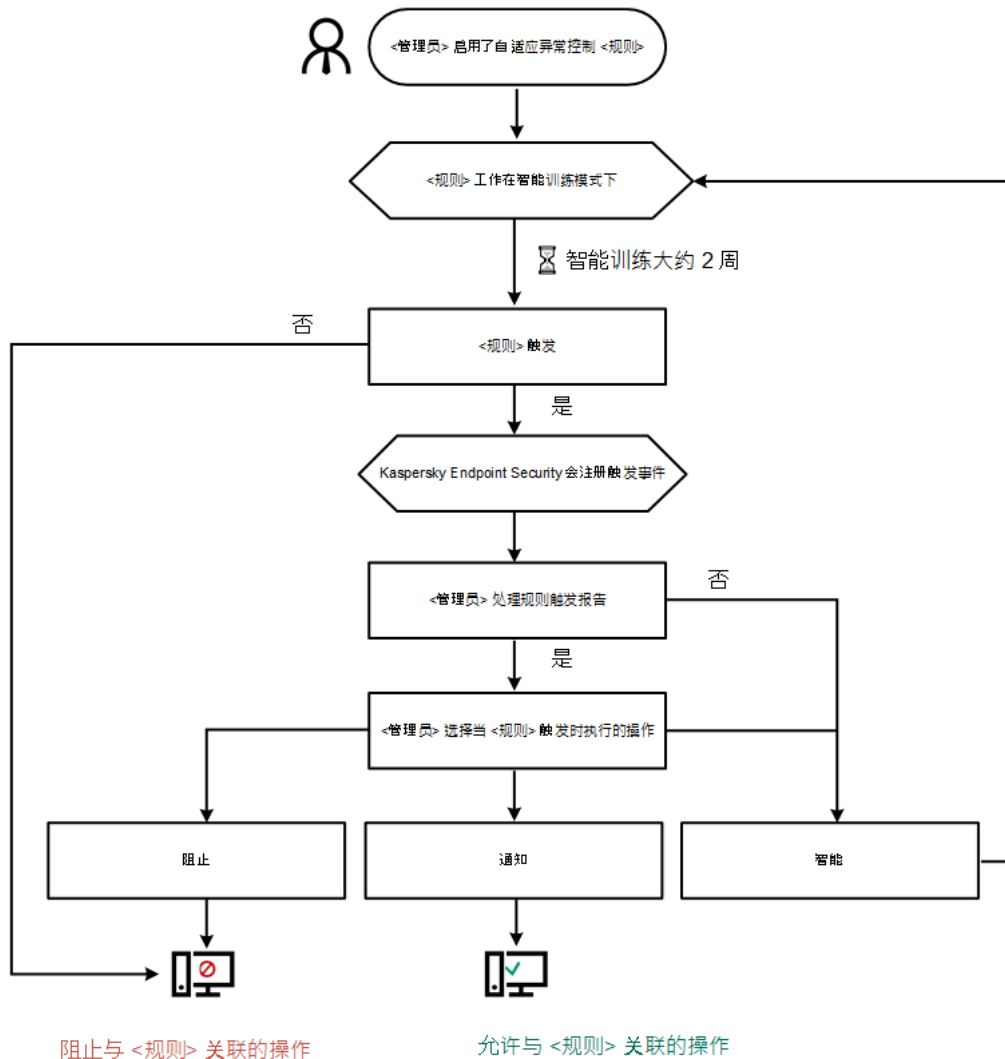 <管理员> 启用了自适应异常控制 <规则>
<规则> 工作在智能训练模式下
智能训练大约 2 周
否
<规则> 触发
是
Kaspersky Endpoint Security 会注册触发事件
否
<管理员> 处理规则触发报告
是
<管理员> 选择当 <规则> 触发时执行的操作
阻止
通知
智能
阻止与 <规则> 关联的操作
允许与 <规则> 关联的操作